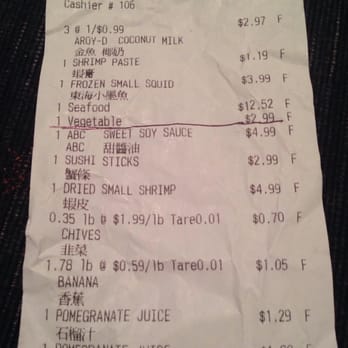 Cashier # 106
3 @ 1/$0.99 $2.97 F
AROY-D COCONUT MILK
金魚 椰奶
1 SHRIMP PASTE $1.19 F
蝦膏
1 FROZEN SMALL SQUID $3.99 F
東海小墨魚
1 Seafood $12.52 F
1 Vegetable $2.99 F
1 ABC SWEET SOY SAUCE $4.99 F
ABC 甜醬油
1 SUSHI STICKS $2.99 F
蟹條
1 DRIED SMALL SHRIMP $4.99 F
蝦皮
0.35 lb @ $1.99/lb Tare0.01 $0.70 F
CHIVES
韭菜
1.78 lb @ $0.59/lb Tare0.01 $1.05 F
BANANA
香蕉
1 POMEGRANATE JUICE $1.29 F
石榴汁
1 POMEGRANATE JUICE